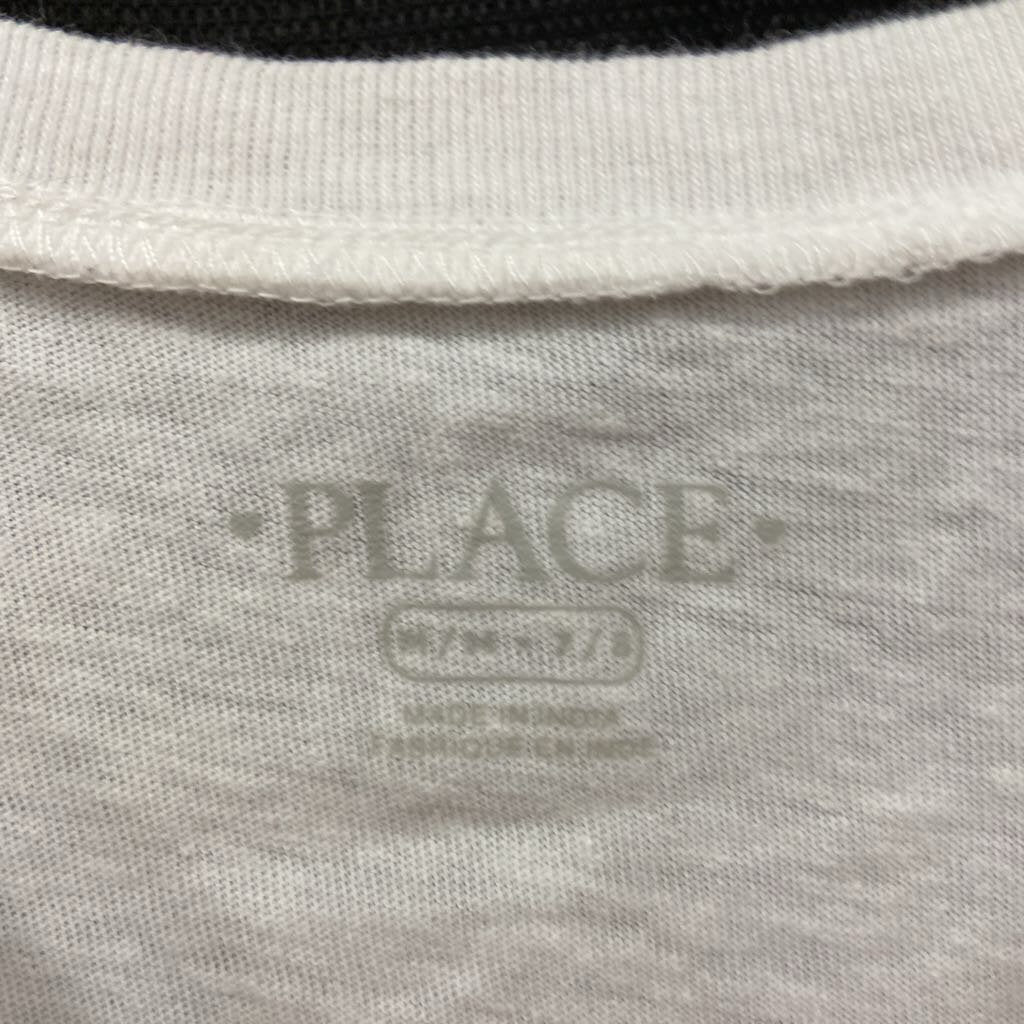 ♥PLACE♥
M/M - 7/8
MADE IN INDIA
FABRIQUÉ EN INDE